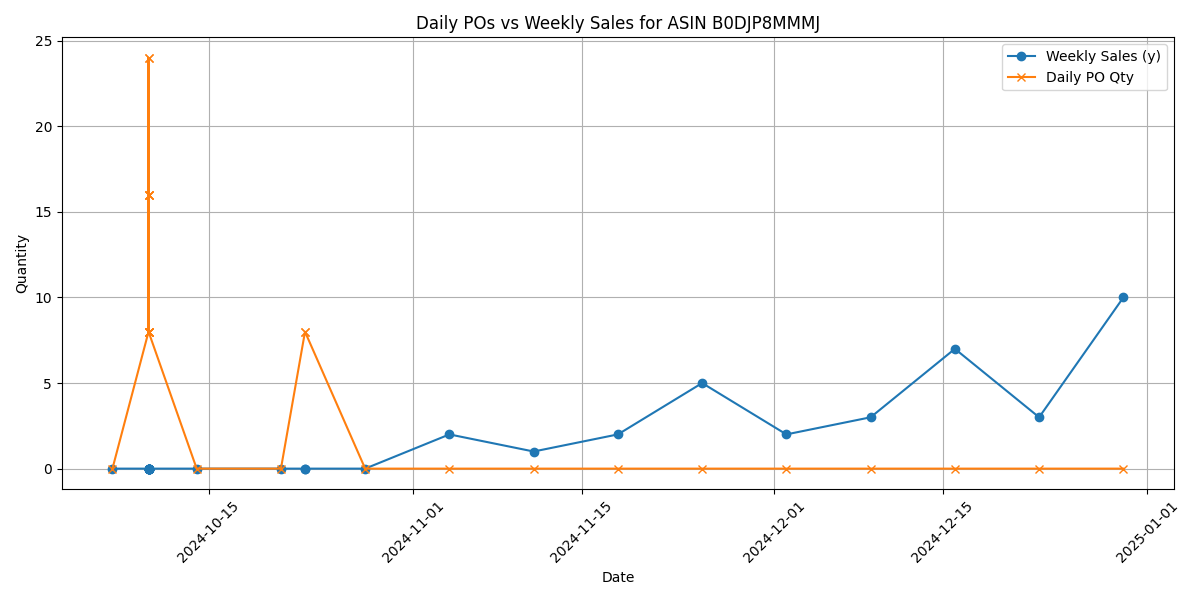 Daily POs vs Weekly Sales for ASIN B0DJP8MMMJ
Weekly Sales (y)
Daily PO Qty
Quantity
25
20
15
10
5
0
2024-10-15
2024-11-01
2024-11-15
2024-12-01
2024-12-15
2025-01-01
Date